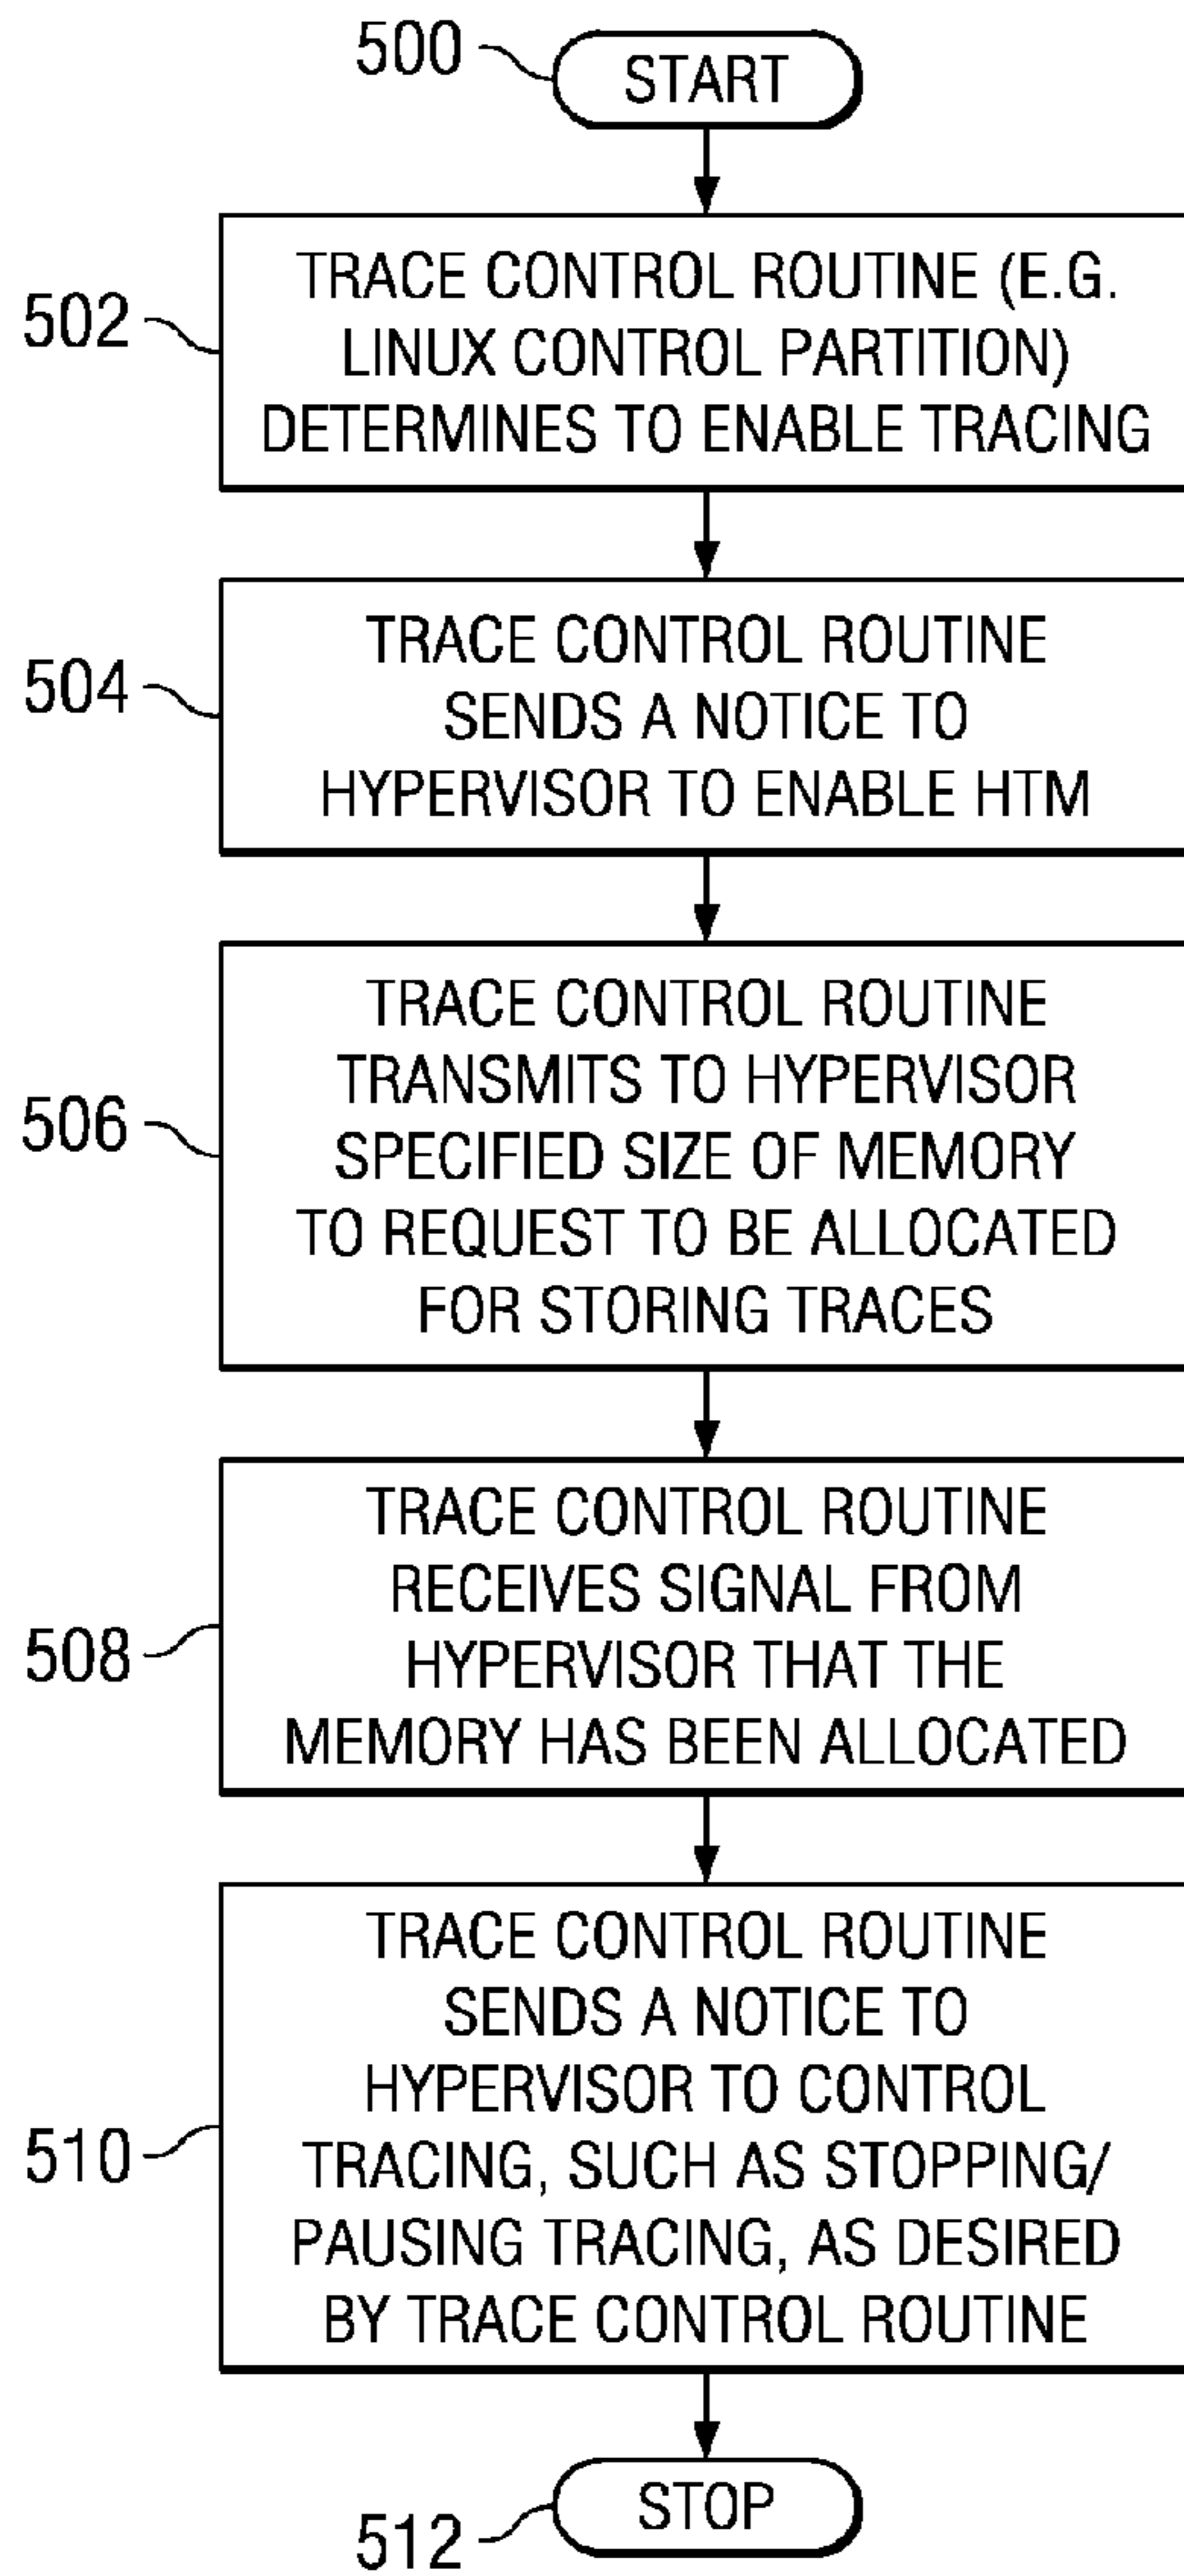 500
START
502
TRACE CONTROL ROUTINE (E.G.
LINUX CONTROL PARTITION)
DETERMINES TO ENABLE TRACING
504
TRACE CONTROL ROUTINE
SENDS A NOTICE TO
HYPERVISOR TO ENABLE HTM
506
TRACE CONTROL ROUTINE
TRANSMITS TO HYPERVISOR
SPECIFIED SIZE OF MEMORY
TO REQUEST TO BE ALLOCATED
FOR STORING TRACES
508
TRACE CONTROL ROUTINE
RECEIVES SIGNAL FROM
HYPERVISOR THAT THE
MEMORY HAS BEEN ALLOCATED
510
TRACE CONTROL ROUTINE
SENDS A NOTICE TO
HYPERVISOR TO CONTROL
TRACING, SUCH AS STOPPING/
PAUSING TRACING, AS DESIRED
BY TRACE CONTROL ROUTINE
512
STOP